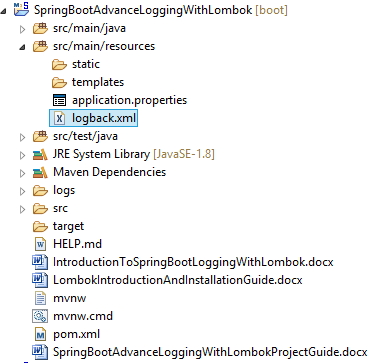 SpringBootAdvanceLoggingWithLombok [boot]
src/main/java
src/main/resources
static
templates
application.properties
logback.xml
src/test/java
JRE System Library [JavaSE-1.8]
Maven Dependencies
logs
src
target
HELP.md
IntroductionToSpringBootLoggingWithLombok.docx
LombokIntroductionAndInstallationGuide.docx
mvnw
mvnw.cmd
pom.xml
SpringBootAdvanceLoggingWithLombokProjectGuide.docx